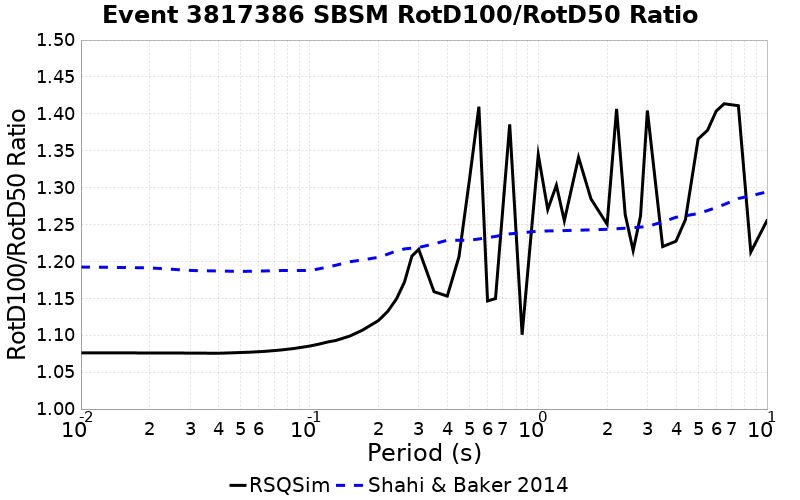 Event 3817386 SBSM RotD100/RotD50 Ratio
RotD100/RotD50 Ratio
1.50
1.45
1.40
1.35
1.30
1.25
1.20
1.15
1.10
1.05
1.00
10-2 2 3 4 5 6 10-1 2 3 4 5 6 7 100 2 3 4 5 6 7 101
Period (s)
RSQSim Shahi & Baker 2014